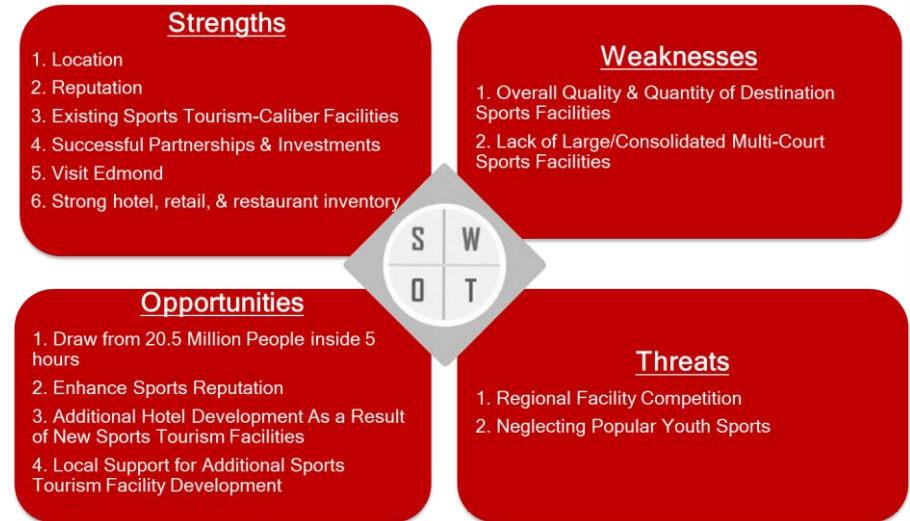 Strengths
1. Location
2. Reputation
3. Existing Sports Tourism-Caliber Facilities
4. Successful Partnerships & Investments
5. Visit Edmond
6. Strong hotel, retail, & restaurant inventory
Weaknesses
1. Overall Quality & Quantity of Destination
Sports Facilities
2. Lack of Large/Consolidated Multi-Court
Sports Facilities
S W
O T
Opportunities
1. Draw from 20.5 Million People inside 5
hours
2. Enhance Sports Reputation
3. Additional Hotel Development As a Result
of New Sports Tourism Facilities
4. Local Support for Additional Sports
Tourism Facility Development
Threats
1. Regional Facility Competition
2. Neglecting Popular Youth Sports